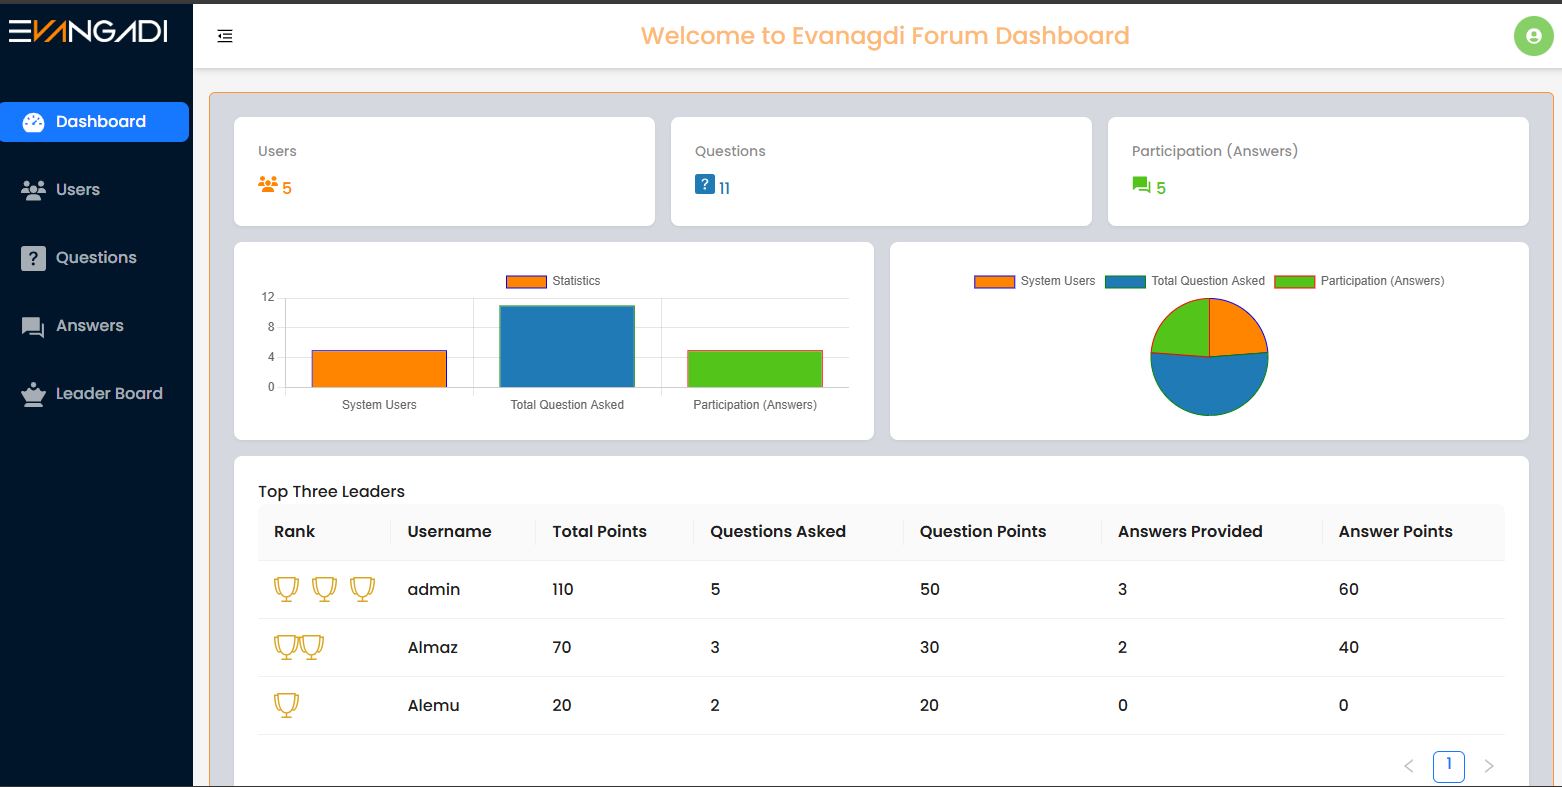 EVANGADI
Welcome to Evanagdi Forum Dashboard
Dashboard
Users
Questions
Answers
Leader Board
Users
5
Questions
? 11
Participation (Answers)
5
Statistics
12
8
4
0
System Users Total Question Asked Participation (Answers)
System Users Total Question Asked Participation (Answers)
Top Three Leaders
Rank Username Total Points Questions Asked Question Points Answers Provided Answer Points
admin 110 5 50 3 60
Almaz 70 3 30 2 40
Alemu 20 2 20 0 0
< 1 >